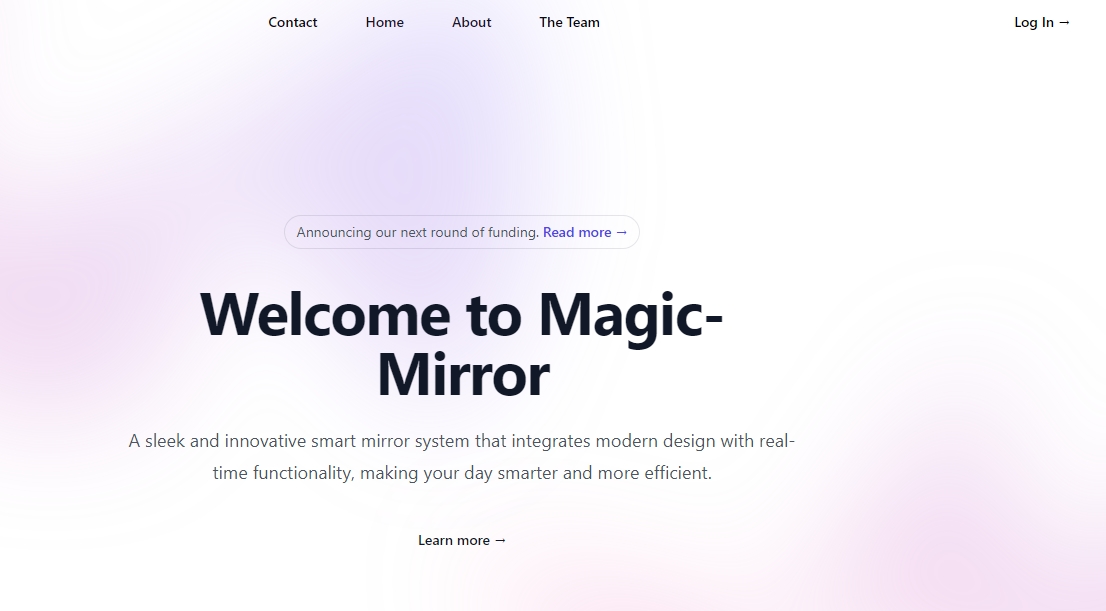 Contact Home About The Team Log In →
Announcing our next round of funding. Read more →
Welcome to Magic-
Mirror
A sleek and innovative smart mirror system that integrates modern design with real-
time functionality, making your day smarter and more efficient.
Learn more →